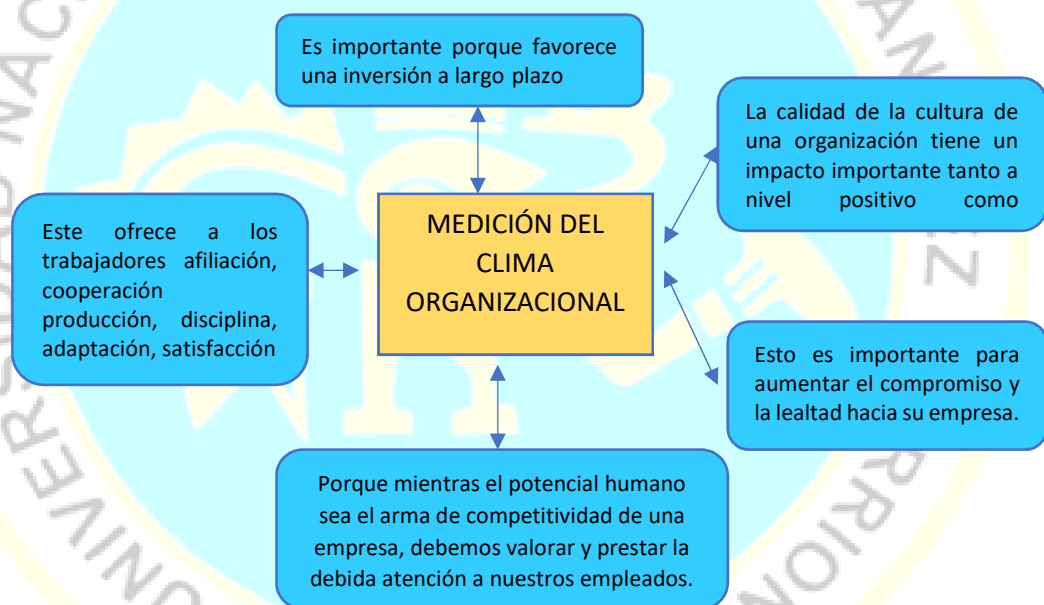 Es importante porque favorece
una inversión a largo plazo
La calidad de la cultura de
una organización tiene un
impacto importante tanto a
nivel positivo como
MEDICIÓN DEL
CLIMA
ORGANIZACIONAL
Este ofrece a los
trabajadores afiliación,
cooperación
producción, disciplina,
adaptación, satisfacción
Esto es importante para
aumentar el compromiso y
la lealtad hacia su empresa.
Porque mientras el potencial humano
sea el arma de competitividad de una
empresa, debemos valorar y prestar la
debida atención a nuestros empleados.